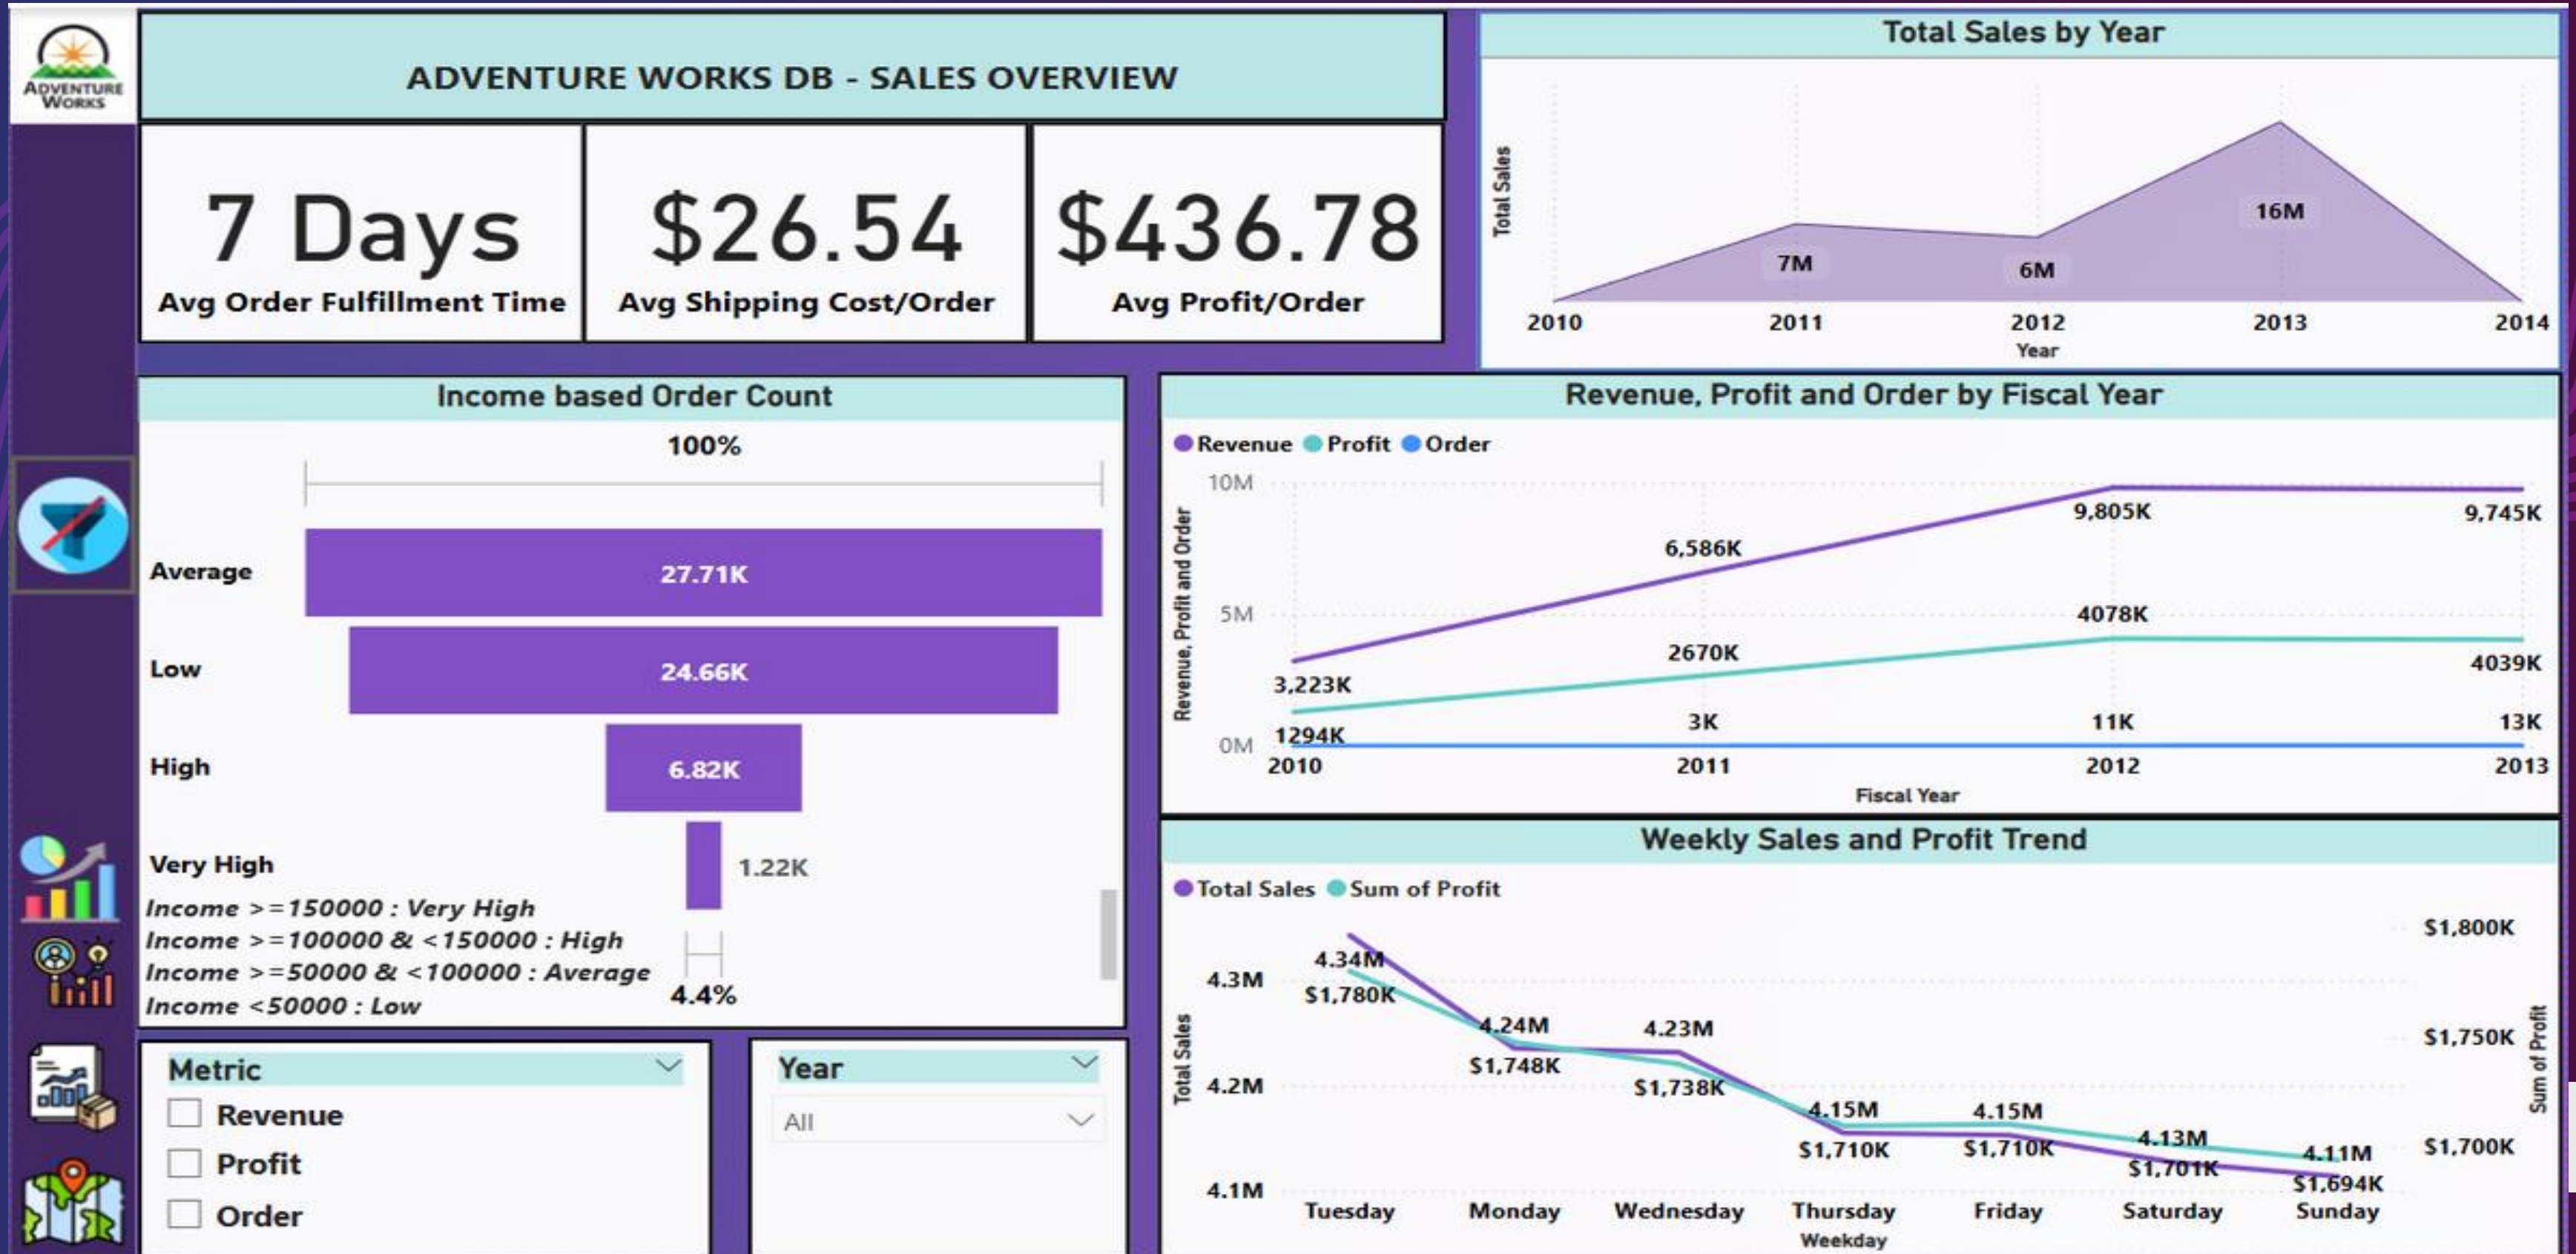 ADVENTURE
WORKS
ADVENTURE WORKS DB - SALES OVERVIEW
7 Days
Avg Order Fulfillment Time
$26.54
Avg Shipping Cost/Order
$436.78
Avg Profit/Order
Total Sales by Year
Total Sales
7M
6M
16M
2010 2011 2012 2013 2014
Year
Income based Order Count
100%
Average 27.71K
Low 24.66K
High 6.82K
Very High 1.22K
Income >=150000 : Very High
Income >=100000 & <150000 : High
Income >=50000 & <100000 : Average
Income <50000 : Low
4.4%
Revenue, Profit and Order by Fiscal Year
Revenue Profit Order
Revenue, Profit and Order
10M
5M
0M
3,223K 6,586K 9,805K 9,745K
1294K 2670K 4078K 4039K
3K 11K 13K
2010 2011 2012 2013
Fiscal Year
Weekly Sales and Profit Trend
Total Sales Sum of Profit
Total Sales
4.3M
4.2M
4.1M
4.34M 4.24M 4.23M 4.15M 4.15M 4.13M 4.11M
$1,780K $1,748K $1,738K $1,710K $1,710K $1,701K $1,694K
$1,800K
$1,750K
$1,700K
Sum of Profit
Tuesday Monday Wednesday Thursday Friday Saturday Sunday
Weekday
Metric
Revenue
Profit
Order
Year
All